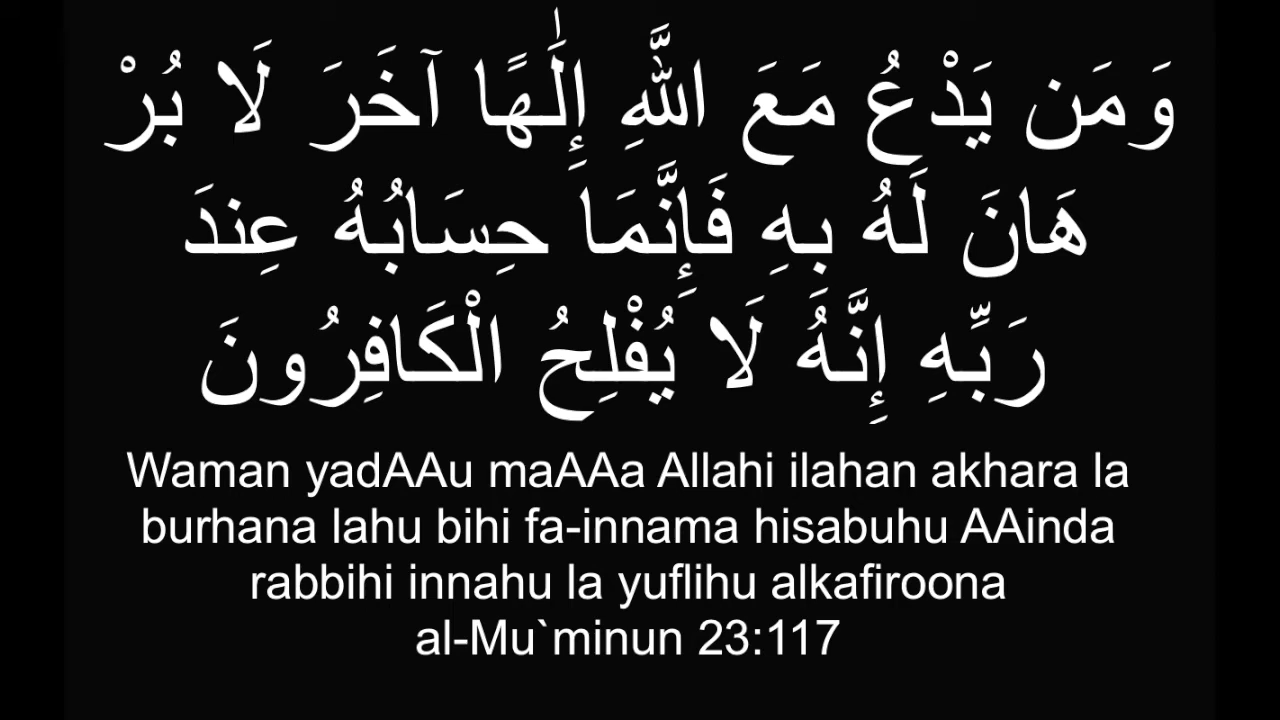 وَمَن يَدْعُ مَعَ اللَّهِ إِلَٰهًا آخَرَ لَا بُرْ
هَانَ لَهُ بِهِ فَإِنَّمَا حِسَابُهُ عِندَ
رَبِّهِ إِنَّهُ لَا يُفْلِحُ الْكَافِرُونَ
Waman yadAAu maAAa Allahi ilahan akhara la
burhana lahu bihi fa-innama hisabuhu AAinda
rabbihi innahu la yuflihu alkafiroona
al-Mu`minun 23:117